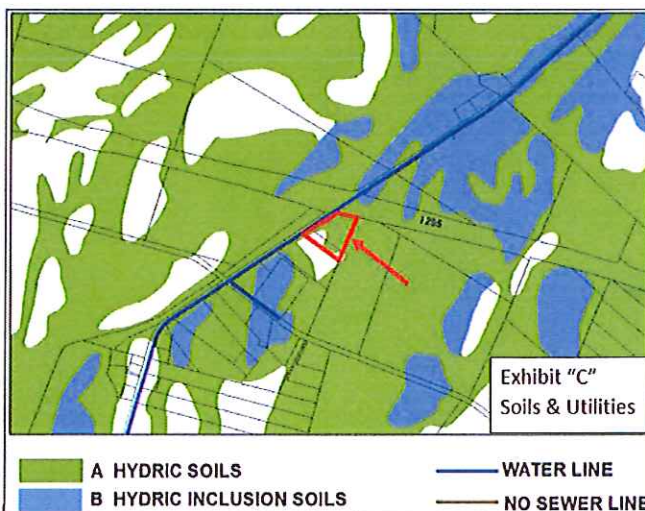 1255
Exhibit "C"
Soils & Utilities
A HYDRIC SOILS
WATER LINE
B HYDRIC INCLUSION SOILS
NO SEWER LINE